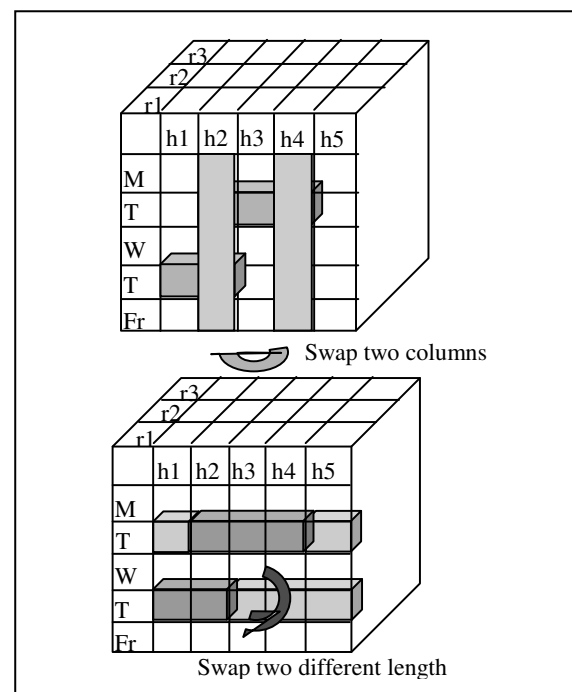 r3
r2
r1
h1 h2 h3 h4 h5
M
T
W
T
Fr
Swap two columns
r3
r2
r1
h1 h2 h3 h4 h5
M
T
W
T
Fr
Swap two different length